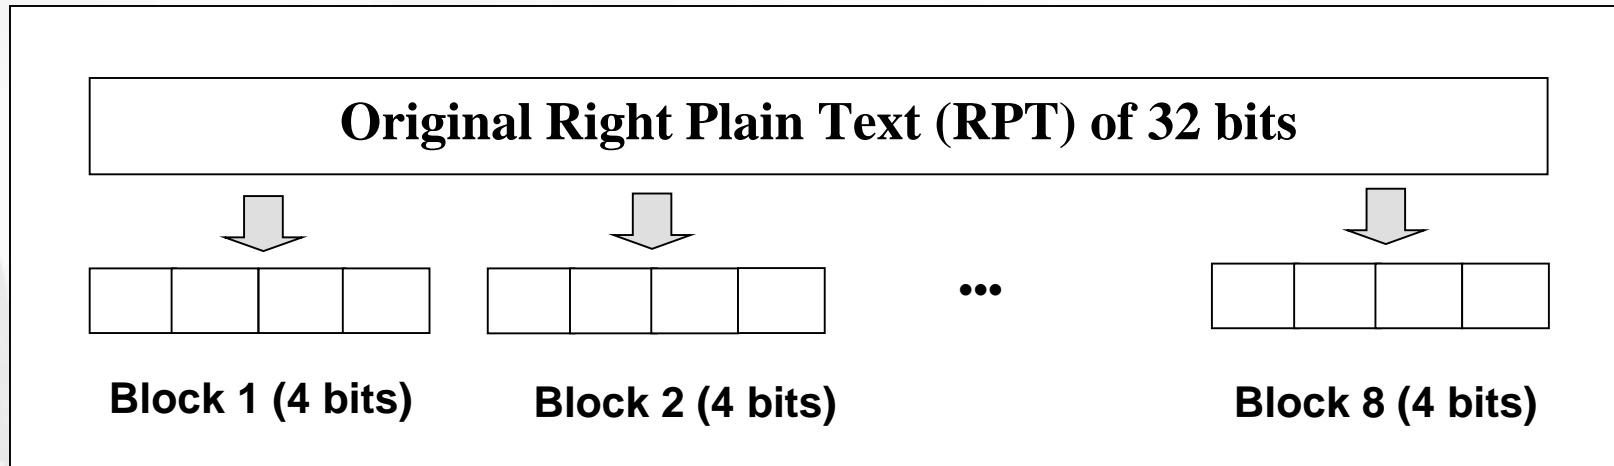 Original Right Plain Text (RPT) of 32 bits
...
Block 1 (4 bits) Block 2 (4 bits) Block 8 (4 bits)